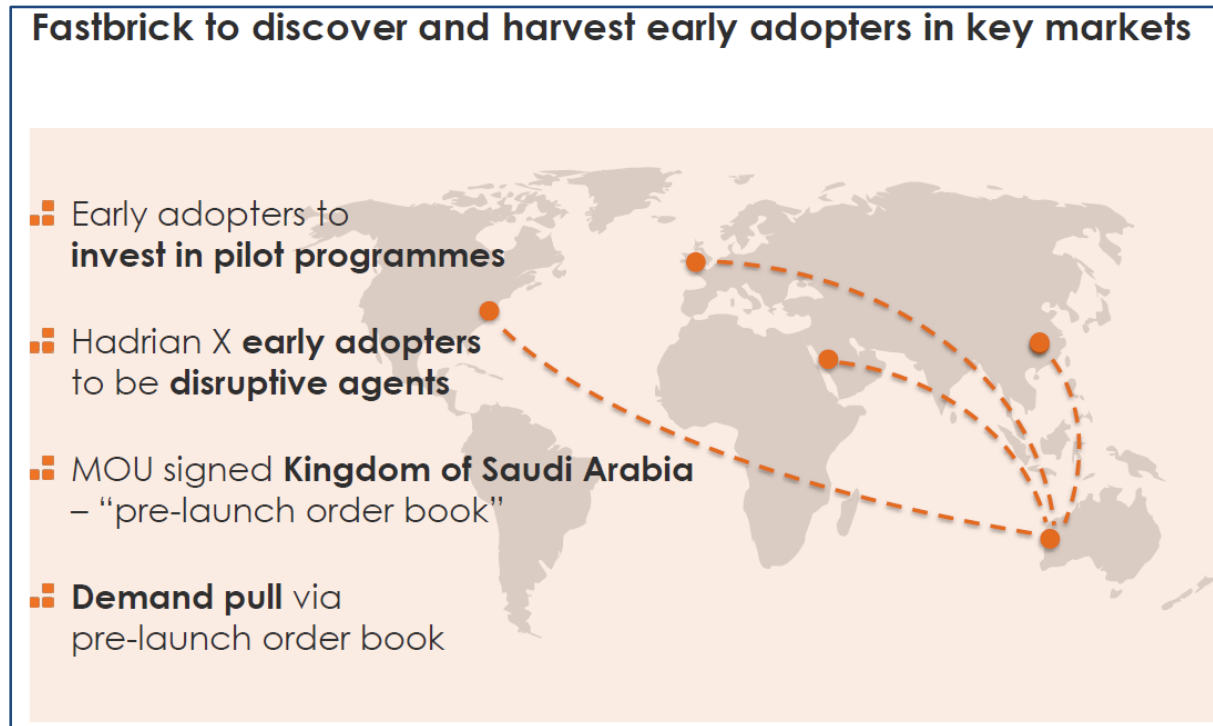 Fastbrick to discover and harvest early adopters in key markets
Early adopters to
invest in pilot programmes
Hadrian X early adopters
to be disruptive agents
MOU signed Kingdom of Saudi Arabia
– “pre-launch order book”
Demand pull via
pre-launch order book